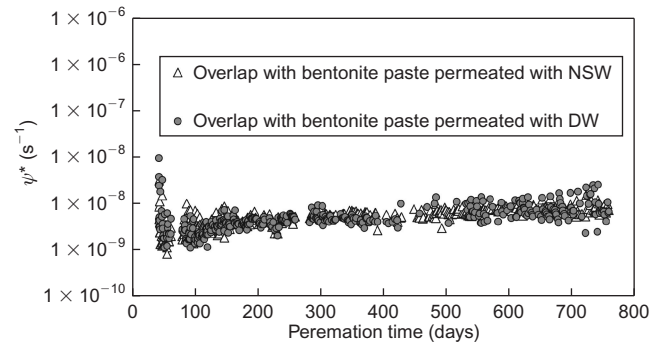 1 × 10⁻⁶
1 × 10⁻⁶
1 × 10⁻⁷
1 × 10⁻⁸
1 × 10⁻⁸
1 × 10⁻⁹
1 × 10⁻¹⁰
ψ* (s⁻¹)
Overlap with bentonite paste permeated with NSW
Overlap with bentonite paste permeated with DW
0 100 200 300 400 500 600 700 800
Peremation time (days)